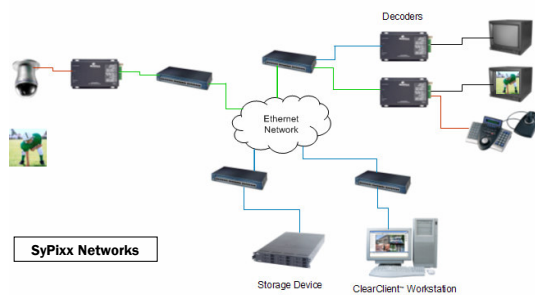 Decoders
Ethernet
Network
SyPixx Networks
Storage Device
ClearClient™ Workstation